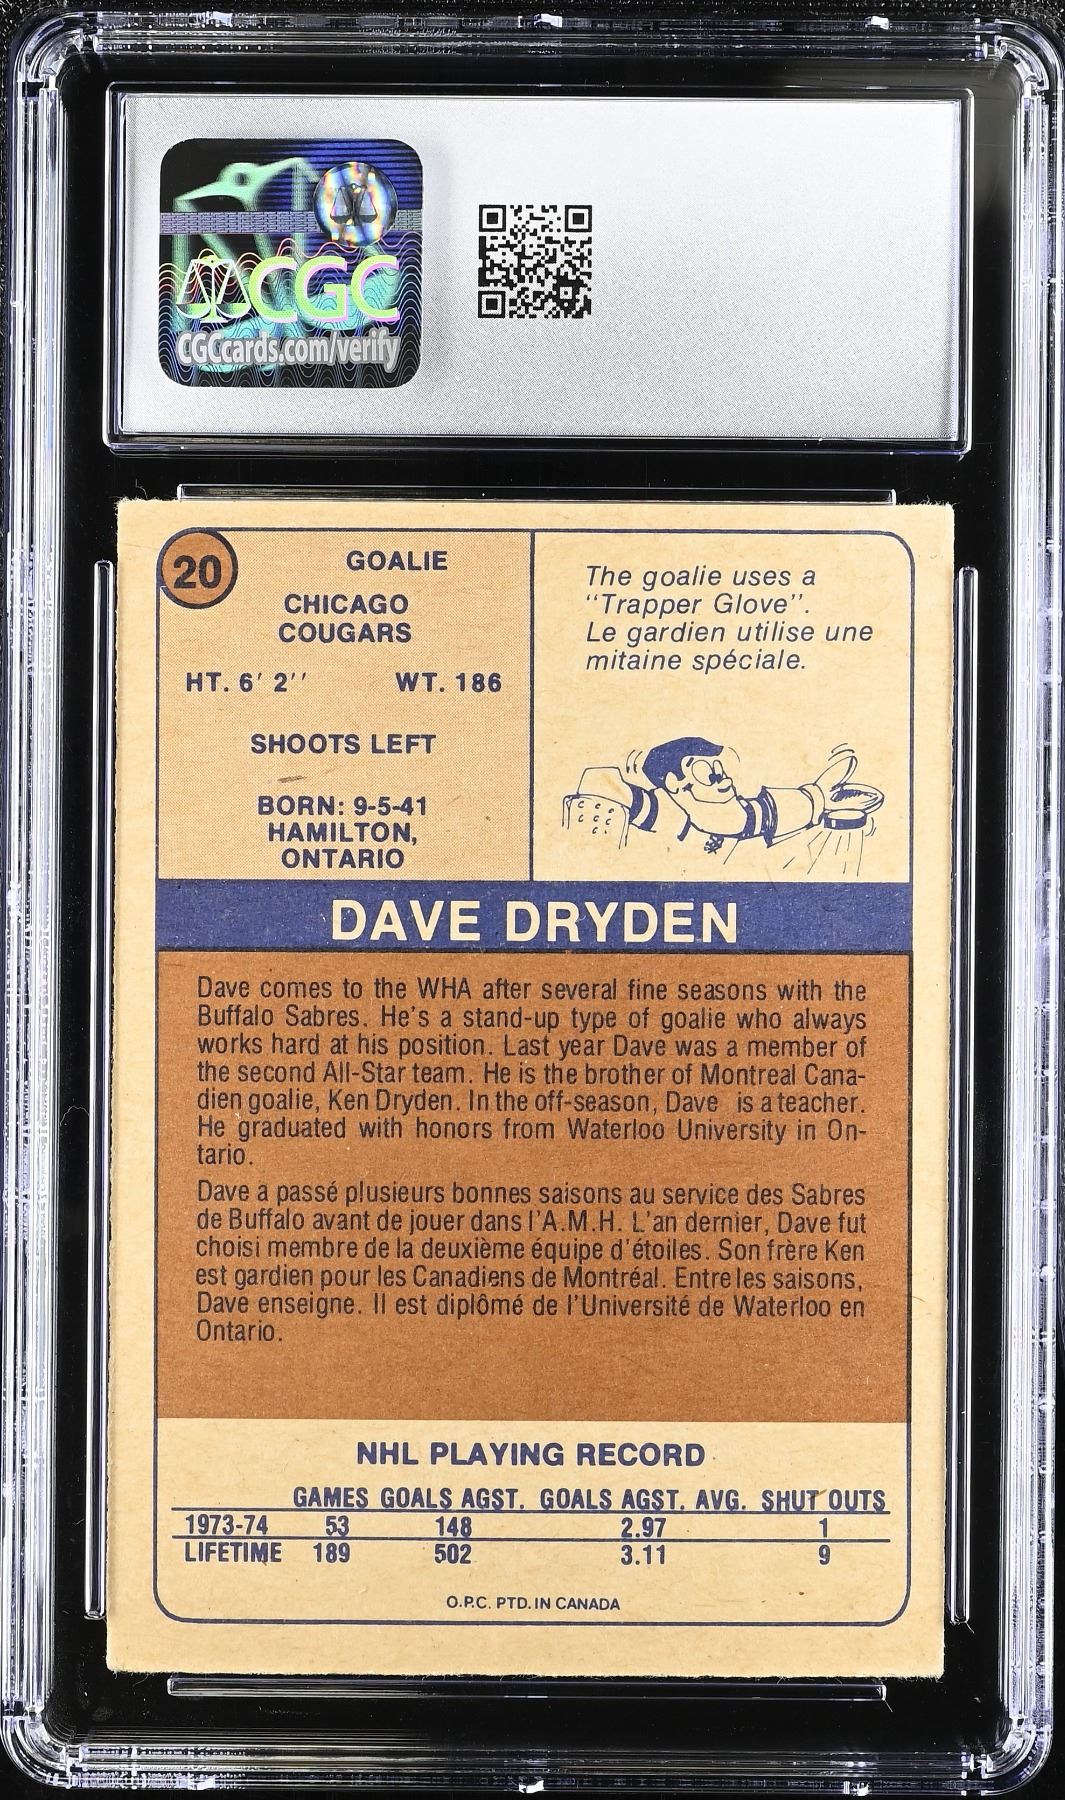 CGC
CGCcards.com/verify
20
GOALIE
CHICAGO
COUGARS
HT. 6' 2'' WT. 186
SHOOTS LEFT
BORN: 9-5-41
HAMILTON,
ONTARIO
The goalie uses a
"Trapper Glove".
Le gardien utilise une
mitaine spéciale.
DAVE DRYDEN
Dave comes to the WHA after several fine seasons with the
Buffalo Sabres. He's a stand-up type of goalie who always
works hard at his position. Last year Dave was a member of
the second All-Star team. He is the brother of Montreal Cana-
dien goalie, Ken Dryden. In the off-season, Dave is a teacher.
He graduated with honors from Waterloo University in On-
tario.
Dave a passé plusieurs bonnes saisons au service des Sabres
de Buffalo avant de jouer dans l'A.M.H. L'an dernier, Dave fut
choisi membre de la deuxième équipe d'étoiles. Son frère Ken
est gardien pour les Canadiens de Montréal. Entre les saisons,
Dave enseigne. Il est diplômé de l'Université de Waterloo en
Ontario.
NHL PLAYING RECORD
GAMES GOALS AGST. GOALS AGST. AVG. SHUT OUTS
1973-74 53 148 2.97 1
LIFETIME 189 502 3.11 9
O.P.C. PTD. IN CANADA